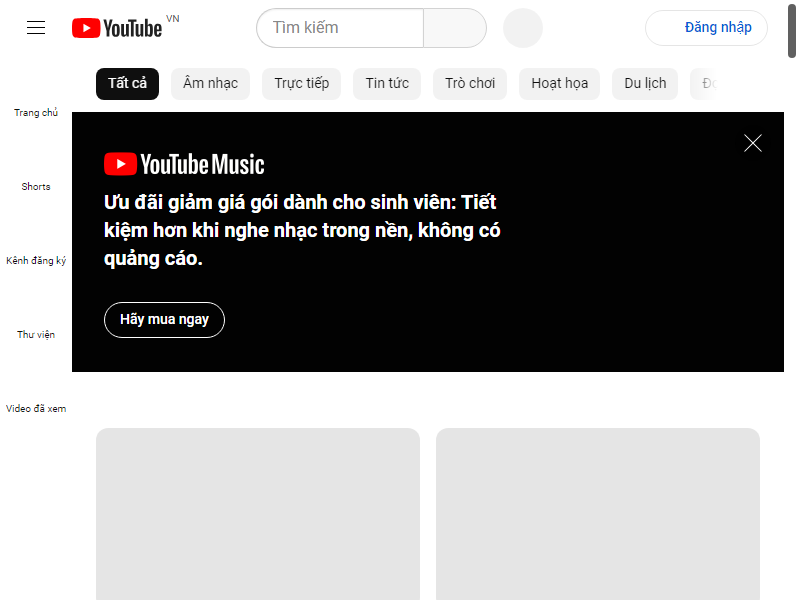 YouTube VN
Tìm kiếm
Đăng nhập
Tất cả
Âm nhạc
Trực tiếp
Tin tức
Trò chơi
Hoạt họa
Du lịch
Trang chủ
Shorts
Kênh đăng ký
Thư viện
Video đã xem
YouTube Music
Ưu đãi giảm giá gói dành cho sinh viên: Tiết
kiệm hơn khi nghe nhạc trong nền, không có
quảng cáo.
Hãy mua ngay